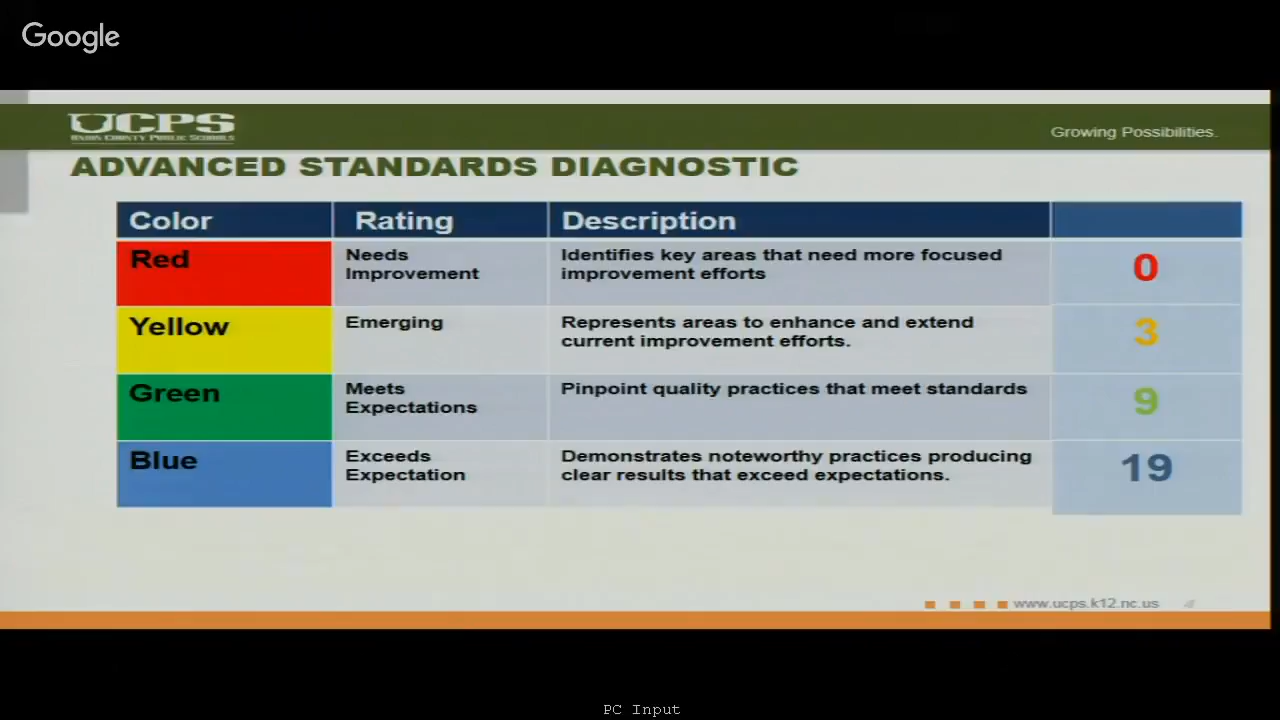 Google
UCPS
UNION COUNTY PUBLIC SCHOOLS
Growing Possibilities.
ADVANCED STANDARDS DIAGNOSTIC
Color Rating Description
Red Needs Improvement Identifies key areas that need more focused improvement efforts 0
Yellow Emerging Represents areas to enhance and extend current improvement efforts. 3
Green Meets Expectations Pinpoint quality practices that meet standards 9
Blue Exceeds Expectation Demonstrates noteworthy practices producing clear results that exceed expectations. 19
www.ucps.k12.nc.us
PC Input